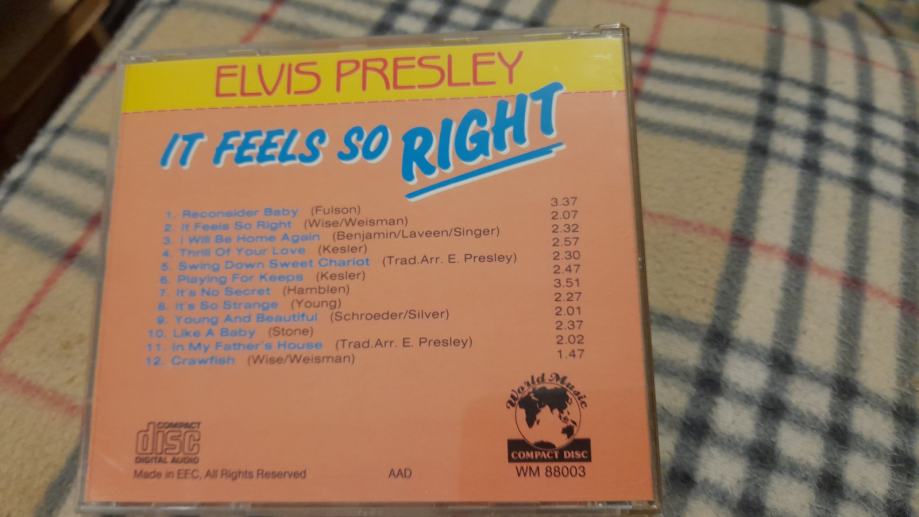 ELVIS PRESLEY
IT FEELS SO RIGHT
1. Reconsider Baby (Fulson) 3.37
2. It Feels So Right (Wise/Weisman) 2.07
3. I Will Be Home Again (Benjamin/Laveen/Singer) 2.32
4. Thrill Of Your Love (Kesler) 2.57
5. Swing Down Sweet Chariot (Trad.Arr. E. Presley) 2.30
6. Playing For Keeps (Kesler) 2.47
7. It's No Secret (Hamblen) 3.51
8. It's So Strange (Young) 2.27
9. Young And Beautiful (Schroeder/Silver) 2.01
10. Like A Baby (Stone) 2.37
11. In My Father's House (Trad.Arr. E. Presley) 2.02
12. Crawfish (Wise/Weisman) 1.47
World Music
COMPACT DISC
WM 88003
COMPACT
disc
DIGITAL AUDIO
Made in EEC, All Rights Reserved AAD